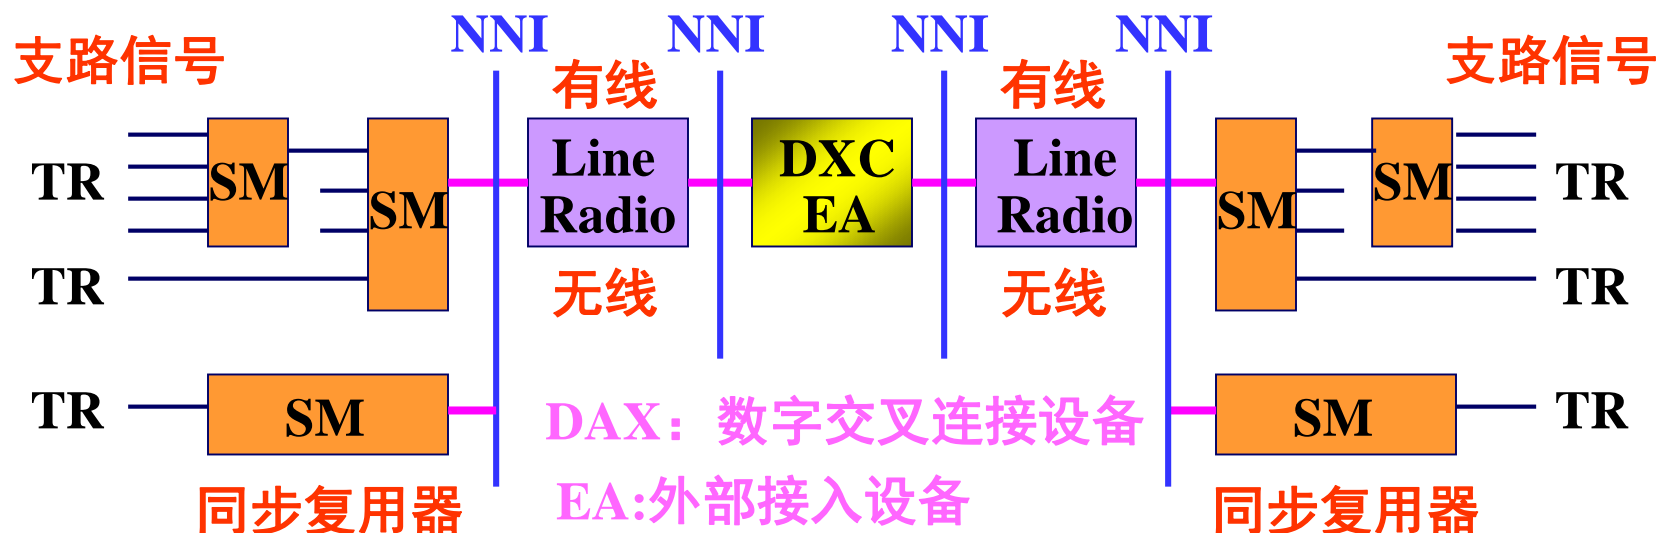 NNI NNI NNI NNI
支路信号 支路信号
有线 有线
TR SM SM Line Radio DXC EA Line Radio SM SM TR
TR TR
无线 无线
TR SM SM TR
DAX：数字交叉连接设备
EA:外部接入设备
同步复用器 同步复用器